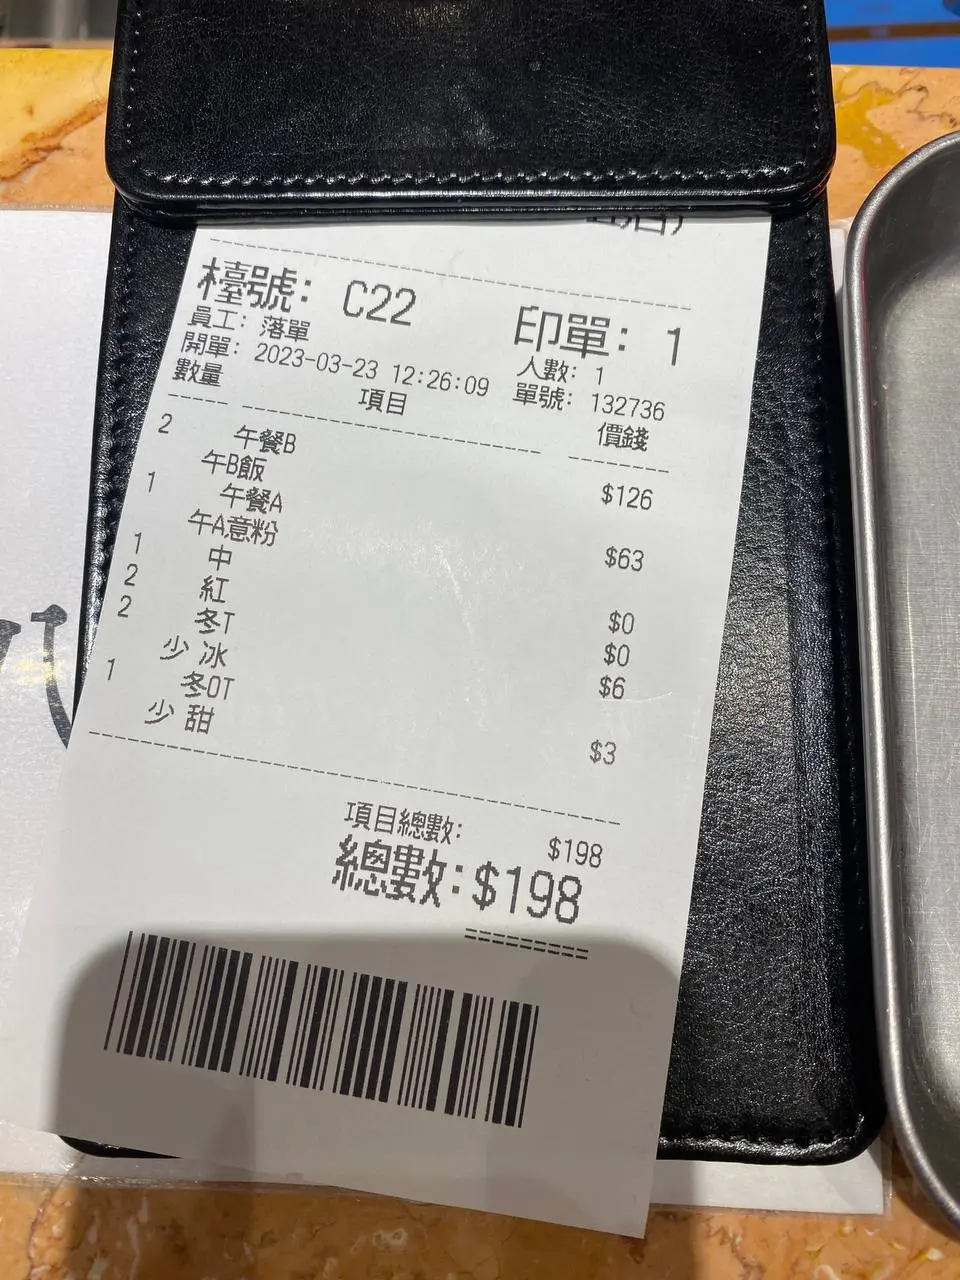 檯號: C22 印單: 1
員工: 落單 人數: 1
開單: 2023-03-23 12:26:09 單號: 132736
數量 項目 價錢
2 午餐B $126
午B飯
1 午餐A $63
午A意粉
1 中 $0
2 紅 $0
2 冬T $6
少 冰
1 冬OT $3
少 甜
項目總數: $198
總數: $198